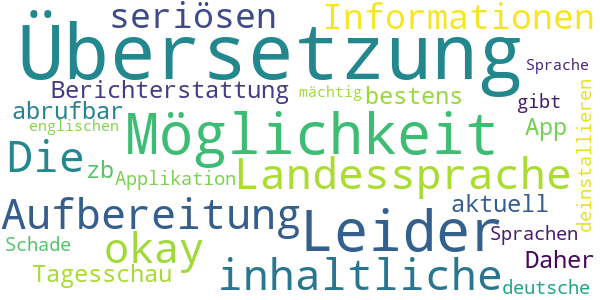 seriösen Informationen
Übersetzung
Sprache
Berichterstattung mächtig bestens
abrufbar gibt
englischen Möglichkeit App
deinstallieren
Die zb Applikation Landessprache
Aufbereitung Leider aktuell
Schade okay Sprachen
Tagesschau inhaltliche Daher
deutsche